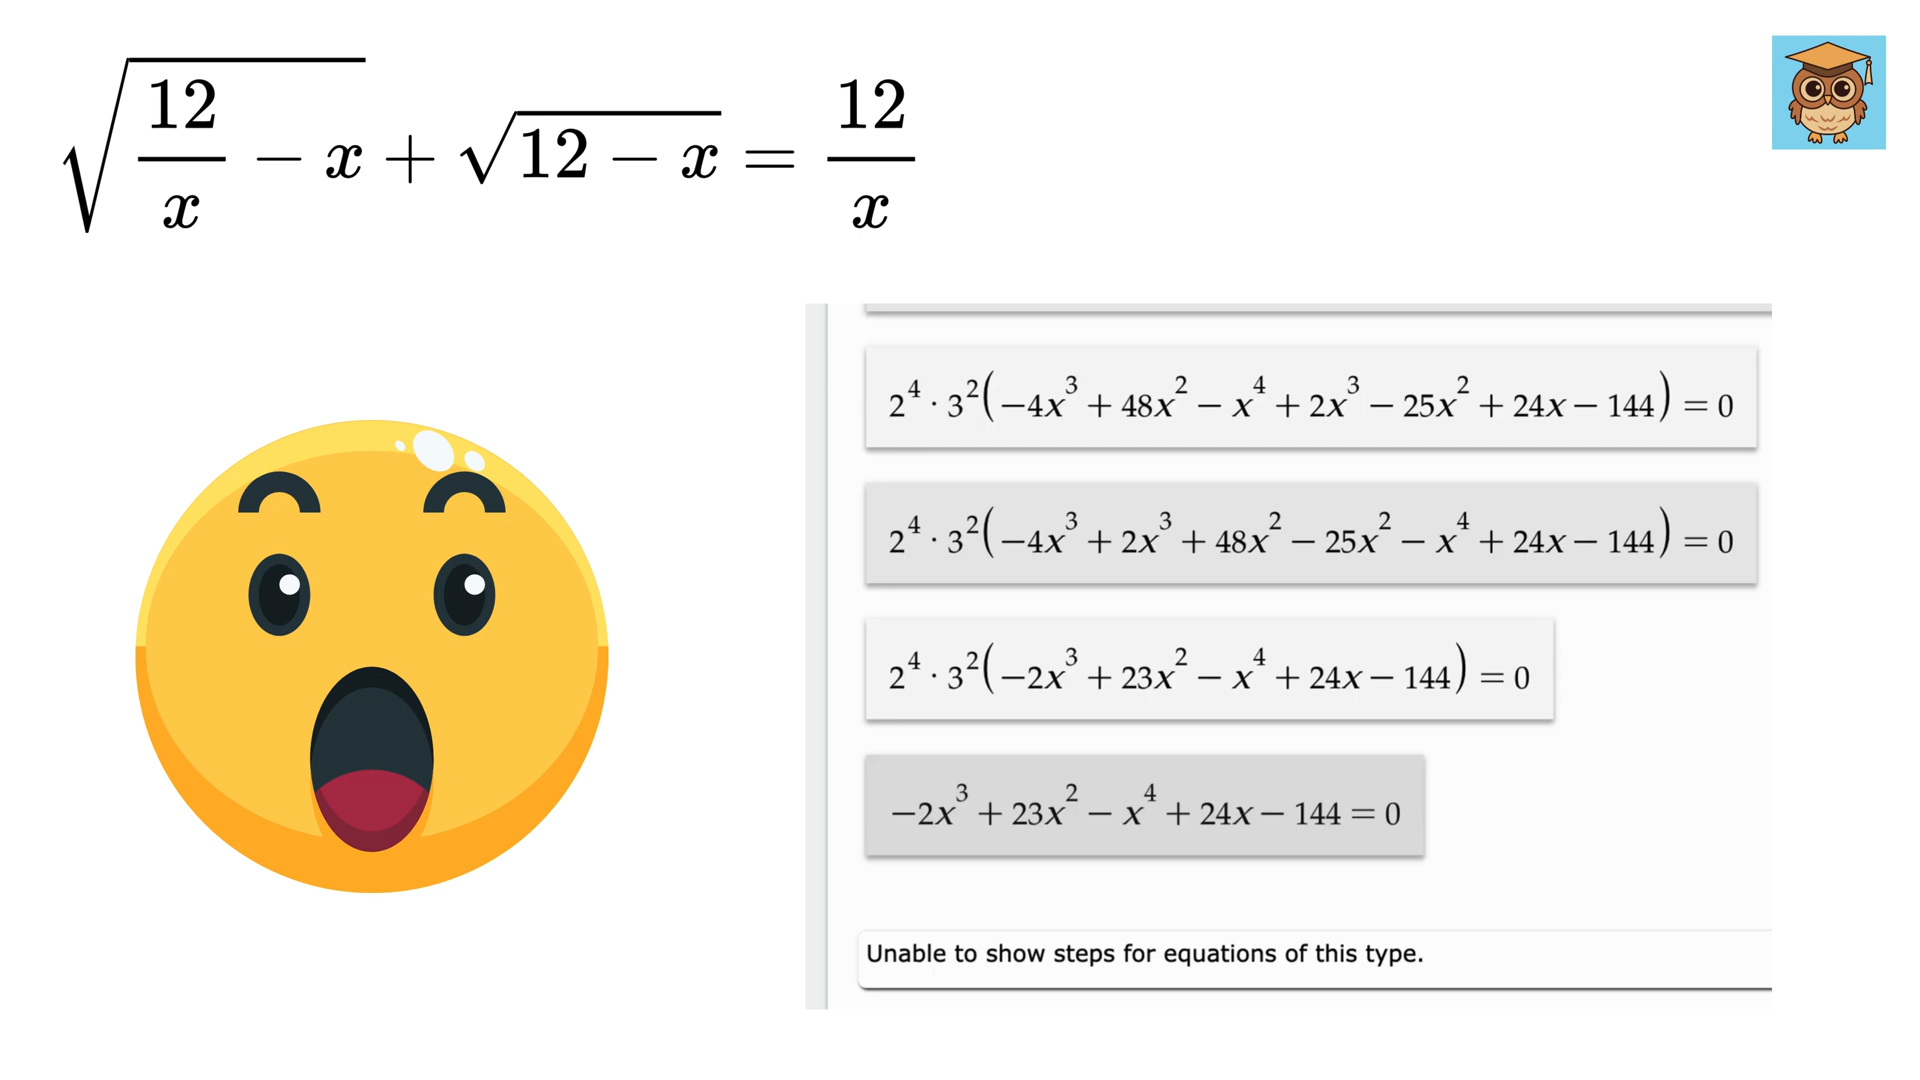 √(12/x − x) + √(12 − x) = 12/x
2⁴ · 3²(−4x³ + 48x² − x⁴ + 2x³ − 25x² + 24x − 144) = 0
2⁴ · 3²(−4x³ + 2x³ + 48x² − 25x² − x⁴ + 24x − 144) = 0
2⁴ · 3²(−2x³ + 23x² − x⁴ + 24x − 144) = 0
−2x³ + 23x² − x⁴ + 24x − 144 = 0
Unable to show steps for equations of this type.